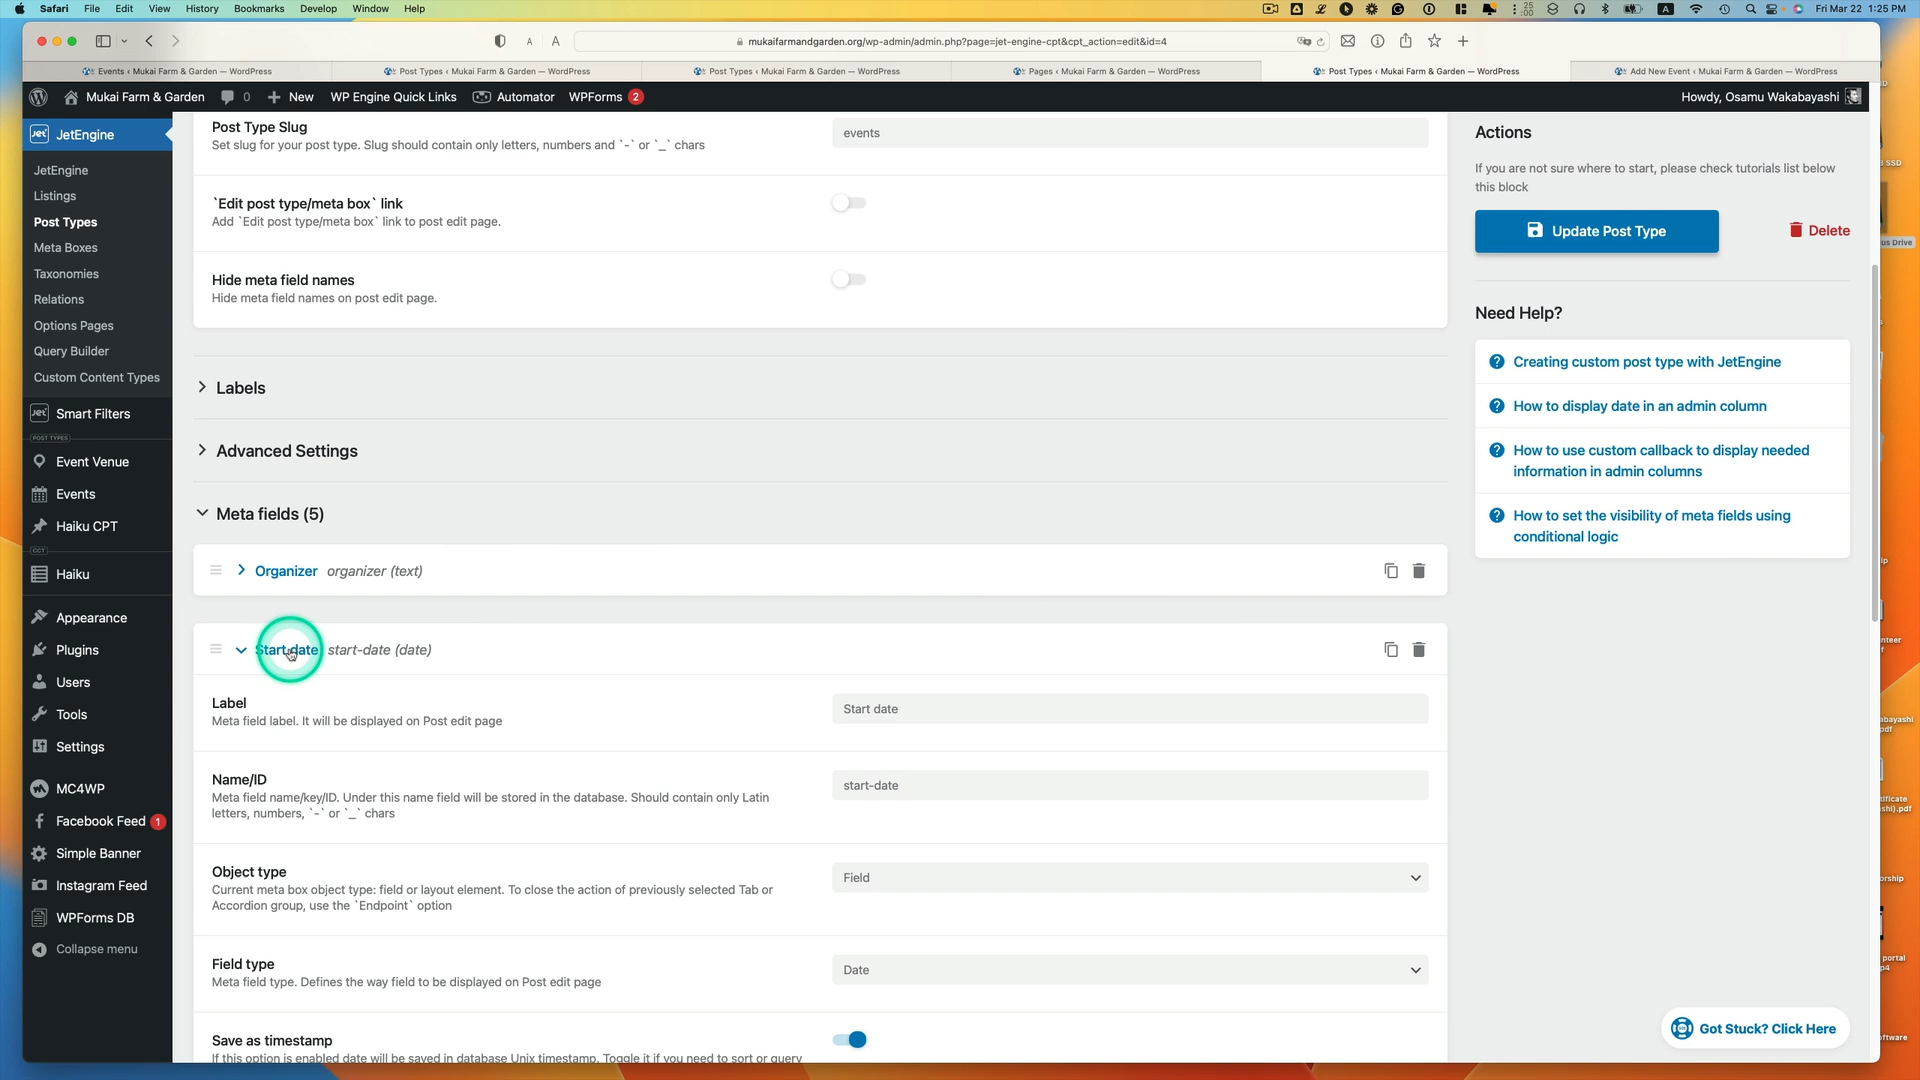 Safari File Edit View History Bookmarks Develop Window Help
25
:00
A
Fri Mar 22 1:25 PM
A A mukaifarmandgarden.org/wp-admin/admin.php?page=jet-engine-cpt&cpt_action=edit&id=4
Events ‹ Mukai Farm & Garden — WordPress
Post Types ‹ Mukai Farm & Garden — WordPress
Post Types ‹ Mukai Farm & Garden — WordPress
Pages ‹ Mukai Farm & Garden — WordPress
Post Types ‹ Mukai Farm & Garden — WordPress
Add New Event ‹ Mukai Farm & Garden — WordPress
Mukai Farm & Garden 0 New WP Engine Quick Links Automator WPForms 2
Howdy, Osamu Wakabayashi
Jet JetEngine
JetEngine
Listings
Post Types
Meta Boxes
Taxonomies
Relations
Options Pages
Query Builder
Custom Content Types
Jet Smart Filters
POST TYPES
Event Venue
Events
Haiku CPT
CCT
Haiku
Appearance
Plugins
Users
Tools
Settings
MC4WP
Facebook Feed 1
Simple Banner
Instagram Feed
WPForms DB
Collapse menu
Post Type Slug
Set slug for your post type. Slug should contain only letters, numbers and `-` or `_` chars
events
`Edit post type/meta box` link
Add `Edit post type/meta box` link to post edit page.
Hide meta field names
Hide meta field names on post edit page.
Labels
Advanced Settings
Meta fields (5)
Organizer organizer (text)
Start date start-date (date)
Label
Meta field label. It will be displayed on Post edit page
Start date
Name/ID
Meta field name/key/ID. Under this name field will be stored in the database. Should contain only Latin
letters, numbers, `-` or `_` chars
start-date
Object type
Current meta box object type: field or layout element. To close the action of previously selected Tab or
Accordion group, use the `Endpoint` option
Field
Field type
Meta field type. Defines the way field to be displayed on Post edit page
Date
Save as timestamp
If this option is enabled date will be saved in database Unix timestamp. Toggle it if you need to sort or query
Actions
If you are not sure where to start, please check tutorials list below
this block
Update Post Type
Delete
Need Help?
Creating custom post type with JetEngine
How to display date in an admin column
How to use custom callback to display needed
information in admin columns
How to set the visibility of meta fields using
conditional logic
Got Stuck? Click Here
SSD
us Drive